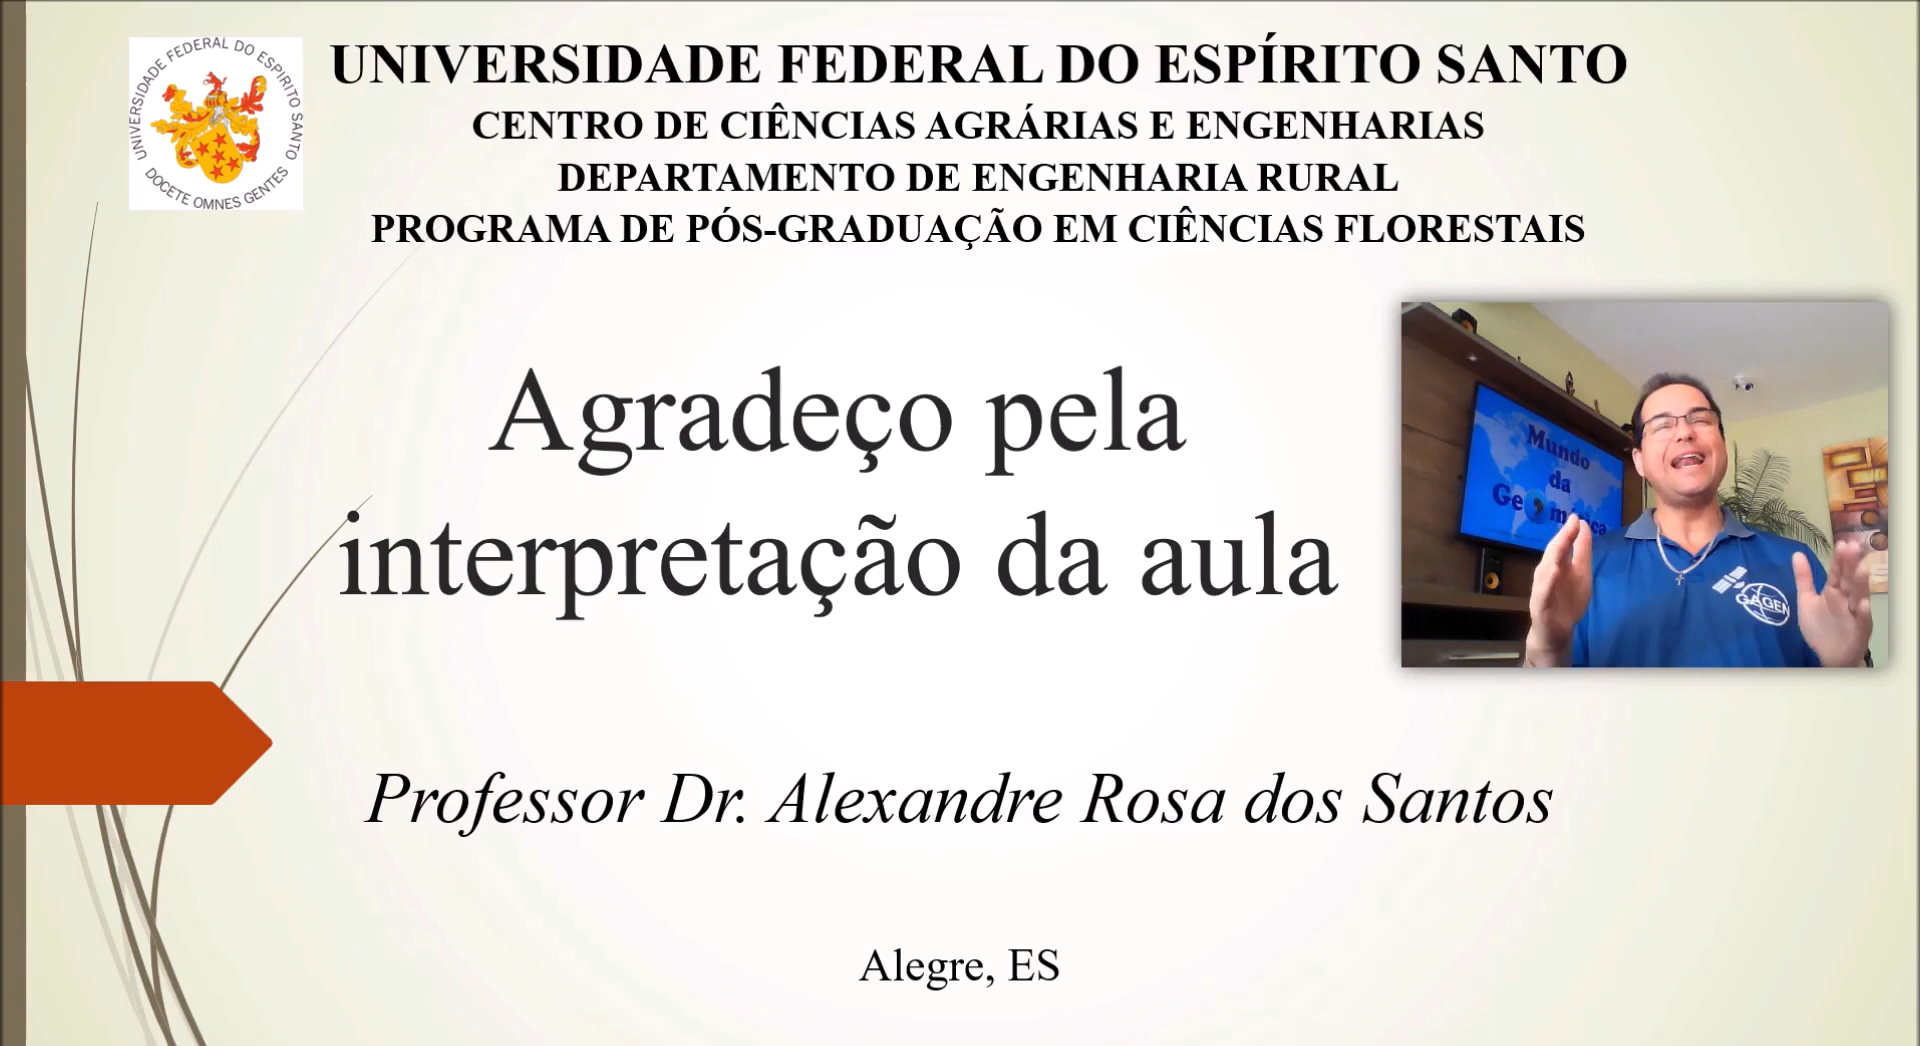 UNIVERSIDADE FEDERAL DO ESPIRITO SANTO
DOCETE OMNES GENTES
UNIVERSIDADE FEDERAL DO ESPÍRITO SANTO
CENTRO DE CIÊNCIAS AGRÁRIAS E ENGENHARIAS
DEPARTAMENTO DE ENGENHARIA RURAL
PROGRAMA DE PÓS-GRADUAÇÃO EM CIÊNCIAS FLORESTAIS
Agradeço pela
interpretação da aula
Mundo
da
GAGEN
Professor Dr. Alexandre Rosa dos Santos
Alegre, ES